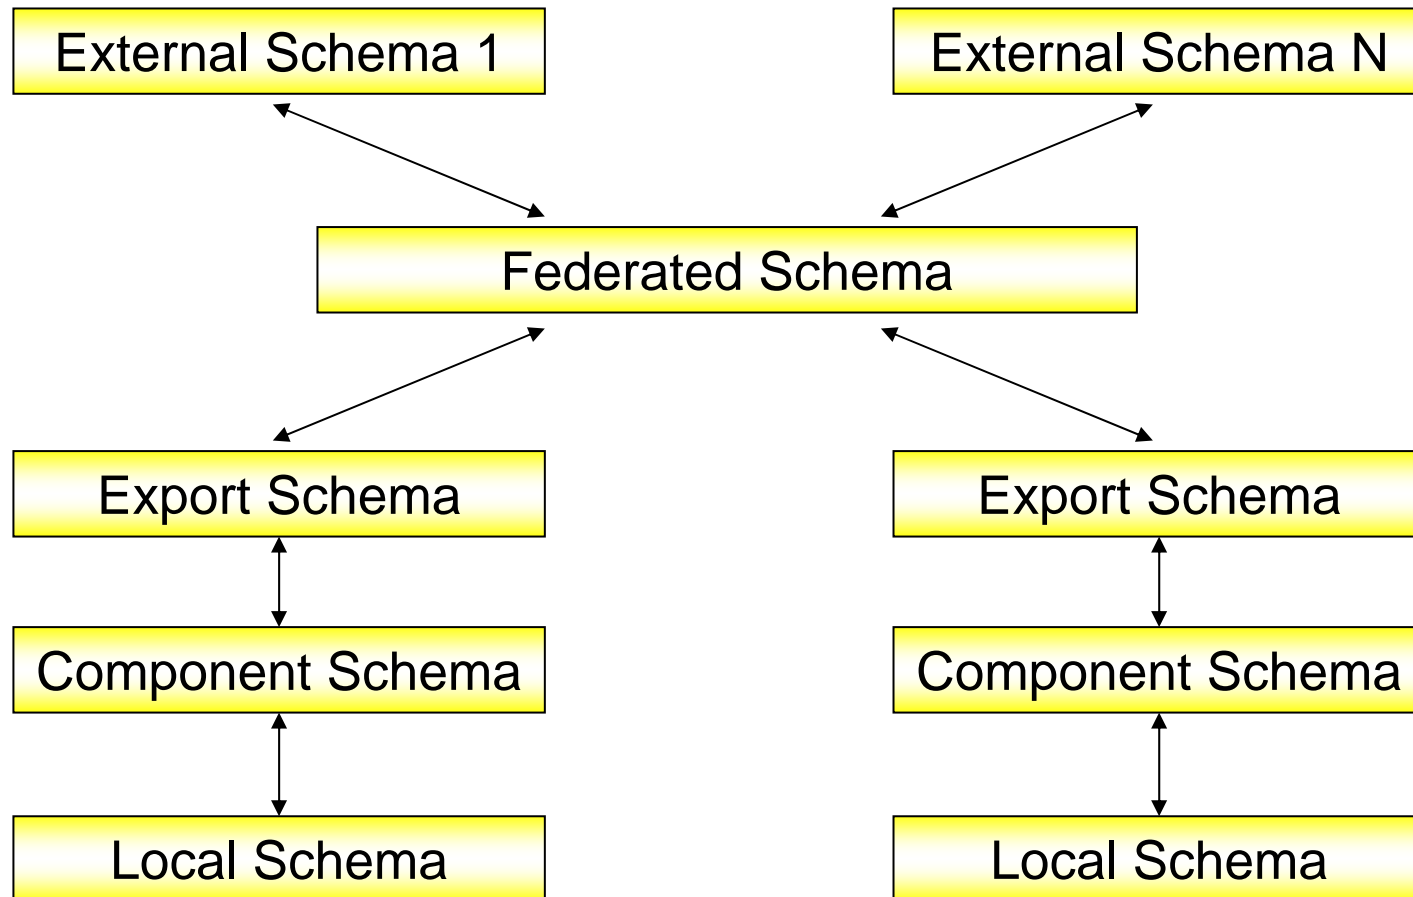 External Schema 1
External Schema N
Federated Schema
Export Schema
Export Schema
Component Schema
Component Schema
Local Schema
Local Schema